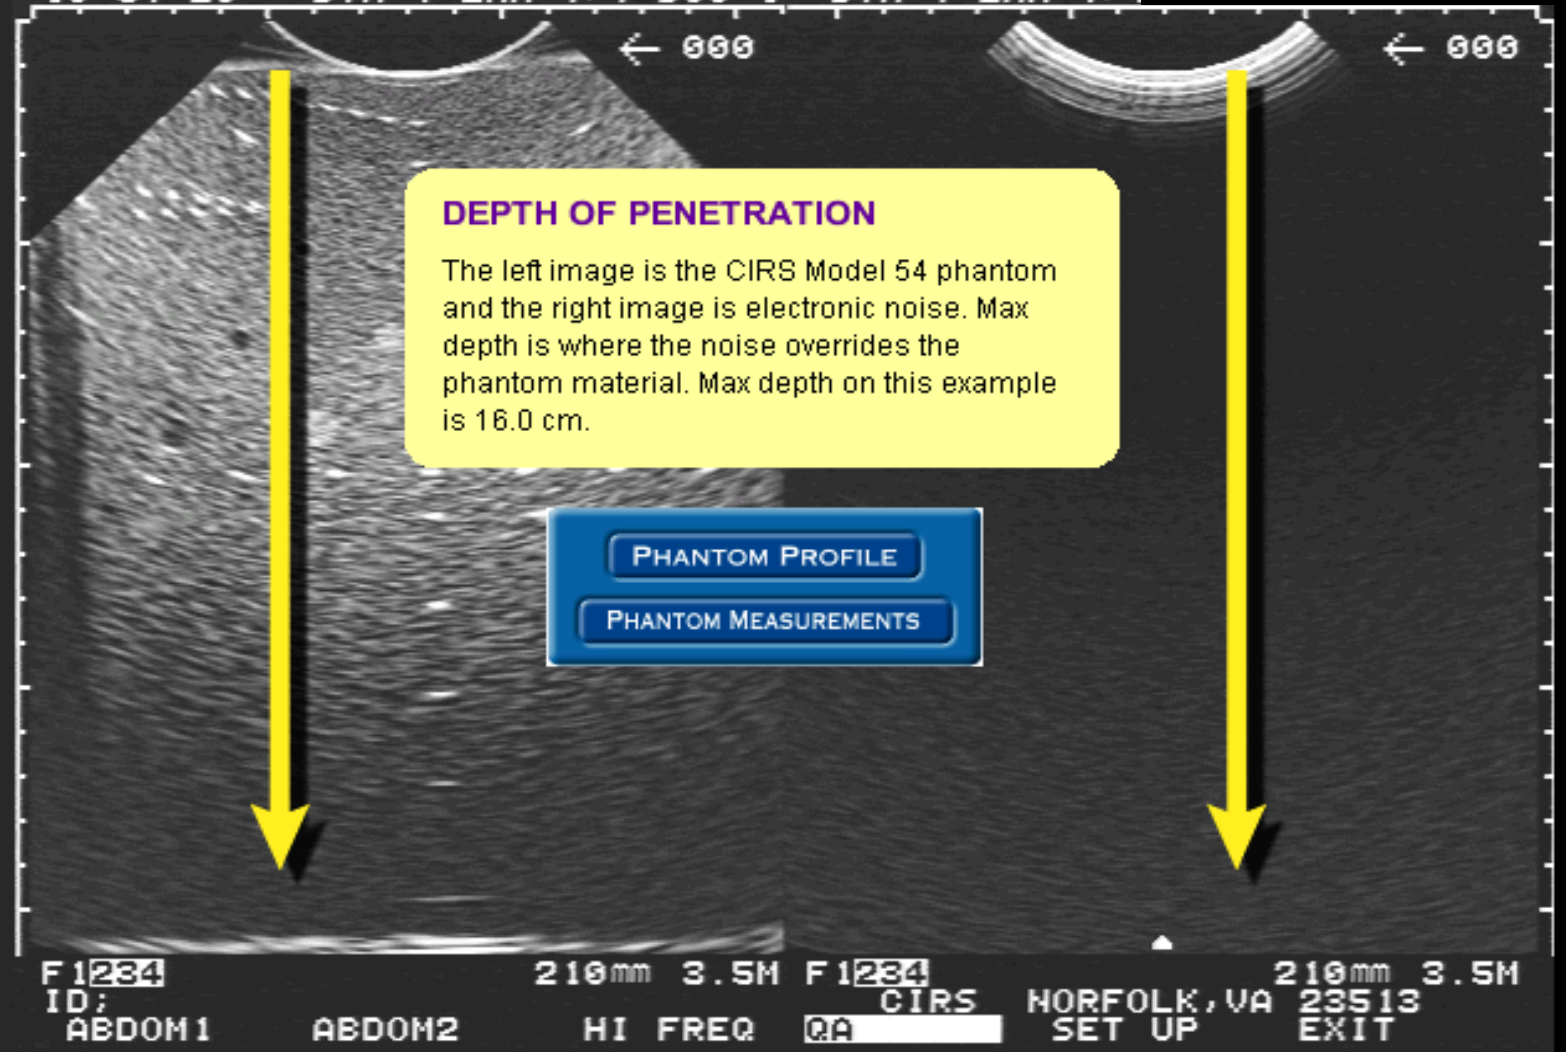 ← 000
← 000
DEPTH OF PENETRATION
The left image is the CIRS Model 54 phantom
and the right image is electronic noise. Max
depth is where the noise overrides the
phantom material. Max depth on this example
is 16.0 cm.
PHANTOM PROFILE
PHANTOM MEASUREMENTS
F1234 210mm 3.5M F1234 210mm 3.5M
ID; CIRS NORFOLK,VA 23513
ABDOM1 ABDOM2 HI FREQ QA SET UP EXIT